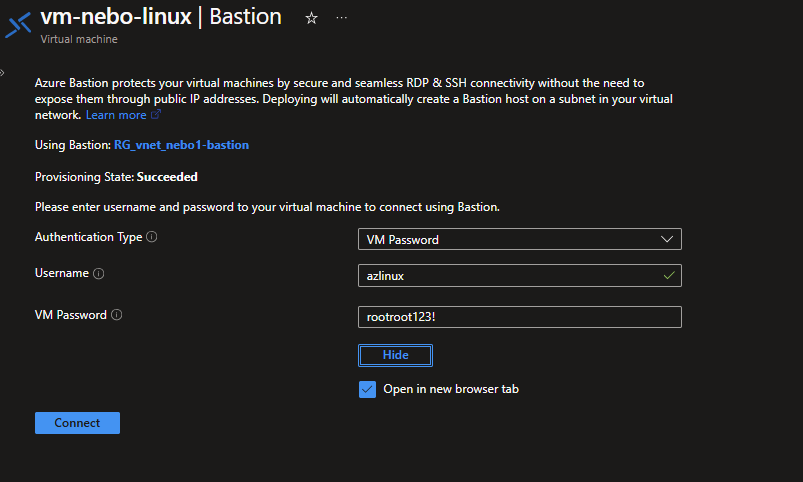 vm-nebo-linux | Bastion ☆ ...
Virtual machine
Azure Bastion protects your virtual machines by secure and seamless RDP & SSH connectivity without the need to
expose them through public IP addresses. Deploying will automatically create a Bastion host on a subnet in your virtual
network. Learn more
Using Bastion: RG_vnet_nebo1-bastion
Provisioning State: Succeeded
Please enter username and password to your virtual machine to connect using Bastion.
Authentication Type
VM Password
Username
azlinux
VM Password
rootroot123!
Hide
Open in new browser tab
Connect